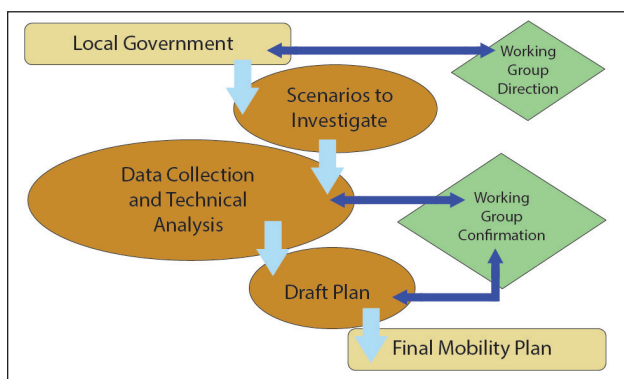 Local Government
Working
Group
Direction
Scenarios to
Investigate
Data Collection
and Technical
Analysis
Working
Group
Confirmation
Draft Plan
Final Mobility Plan